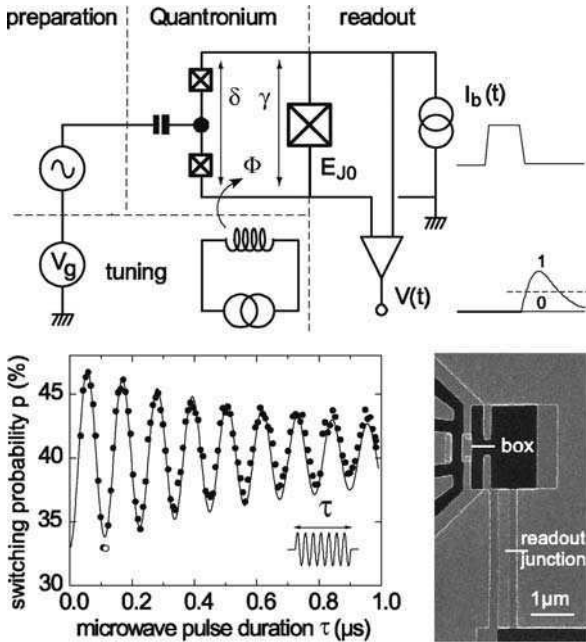 preparation Quantronium readout
δ γ
I_b(t)
Φ E_J0
V_g tuning
1
0
V(t)
switching probability p (%)
45
40
35
30
τ
0.0 0.2 0.4 0.6 0.8 1.0
microwave pulse duration τ (μs)
box
readout
junction
1μm